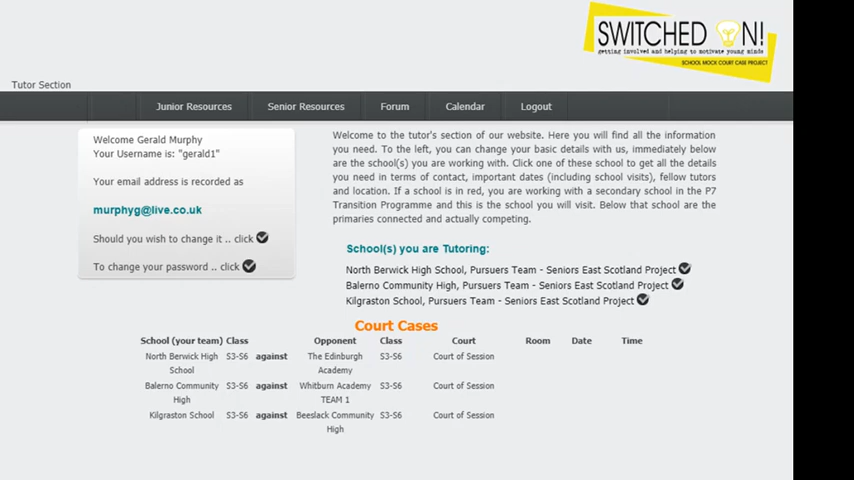 SWITCHED ON!
getting involved and helping to motivate young minds
SCHOOL MOCK COURT CASE PROJECT
Tutor Section
Junior Resources Senior Resources Forum Calendar Logout
Welcome Gerald Murphy
Your Username is: "gerald1"
Your email address is recorded as
murphyg@live.co.uk
Should you wish to change it .. click
To change your password .. click
Welcome to the tutor's section of our website. Here you will find all the information
you need. To the left, you can change your basic details with us, immediately below
are the school(s) you are working with. Click one of these school to get all the details
you need in terms of contact, important dates (including school visits), fellow tutors
and location. If a school is in red, you are working with a secondary school in the P7
Transition Programme and this is the school you will visit. Below that school are the
primaries connected and actually competing.
School(s) you are Tutoring:
North Berwick High School, Pursuers Team - Seniors East Scotland Project
Balerno Community High, Pursuers Team - Seniors East Scotland Project
Kilgraston School, Pursuers Team - Seniors East Scotland Project
Court Cases
School (your team) Class Opponent Class Court Room Date Time
North Berwick High S3-S6 against The Edinburgh S3-S6 Court of Session
School Academy
Balerno Community S3-S6 against Whitburn Academy S3-S6 Court of Session
High TEAM 1
Kilgraston School S3-S6 against Beeslack Community S3-S6 Court of Session
High